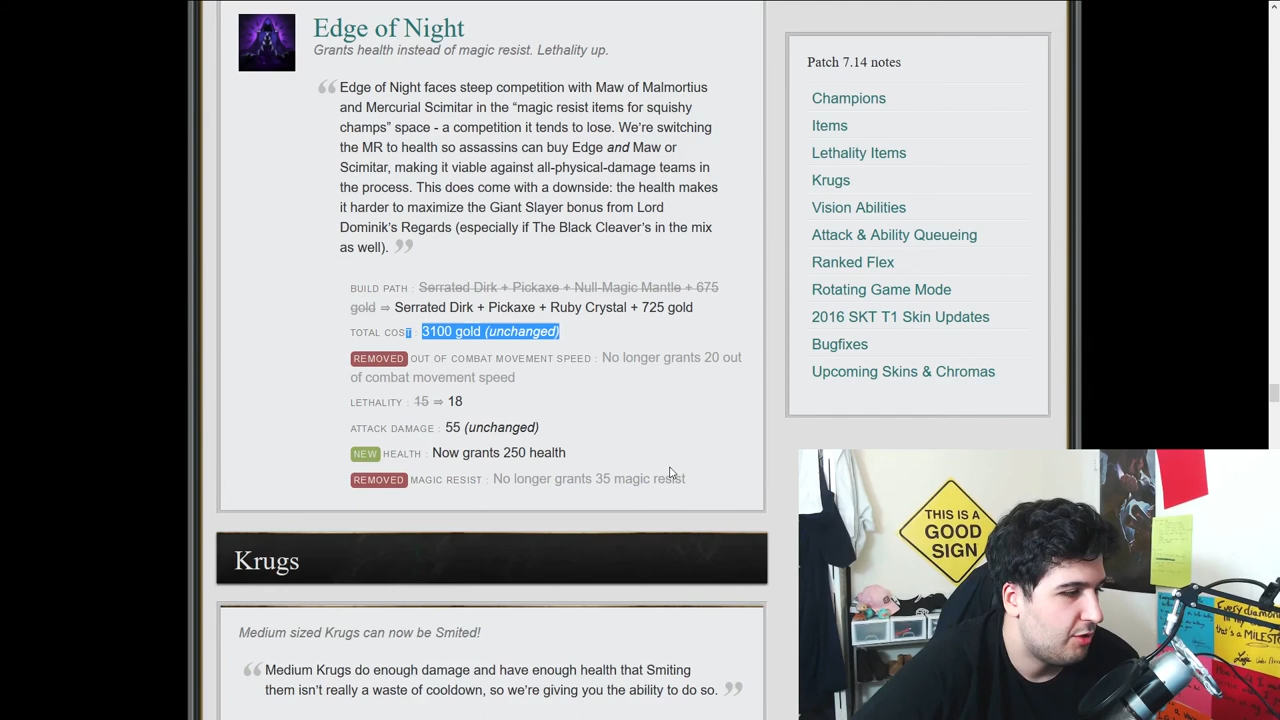 Edge of Night
Grants health instead of magic resist. Lethality up.
Edge of Night faces steep competition with Maw of Malmortius
and Mercurial Scimitar in the “magic resist items for squishy
champs” space - a competition it tends to lose. We're switching
the MR to health so assassins can buy Edge and Maw or
Scimitar, making it viable against all-physical-damage teams in
the process. This does come with a downside: the health makes
it harder to maximize the Giant Slayer bonus from Lord
Dominik's Regards (especially if The Black Cleaver's in the mix
as well).
BUILD PATH : Serrated Dirk + Pickaxe + Null-Magic Mantle + 675
gold ⇒ Serrated Dirk + Pickaxe + Ruby Crystal + 725 gold
TOTAL COST : 3100 gold (unchanged)
REMOVED OUT OF COMBAT MOVEMENT SPEED : No longer grants 20 out
of combat movement speed
LETHALITY : 15 ⇒ 18
ATTACK DAMAGE : 55 (unchanged)
NEW HEALTH : Now grants 250 health
REMOVED MAGIC RESIST : No longer grants 35 magic resist
Krugs
Medium sized Krugs can now be Smited!
Medium Krugs do enough damage and have enough health that Smiting
them isn't really a waste of cooldown, so we're giving you the ability to do so.
Patch 7.14 notes
Champions
Items
Lethality Items
Krugs
Vision Abilities
Attack & Ability Queueing
Ranked Flex
Rotating Game Mode
2016 SKT T1 Skin Updates
Bugfixes
Upcoming Skins & Chromas
THIS IS A
GOOD
SIGN